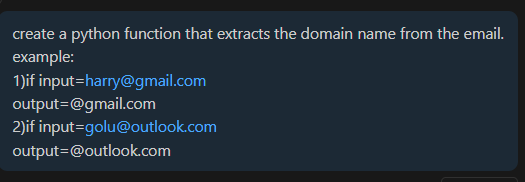 create a python function that extracts the domain name from the email.
example:
1)if input=harry@gmail.com
output=@gmail.com
2)if input=golu@outlook.com
output=@outlook.com